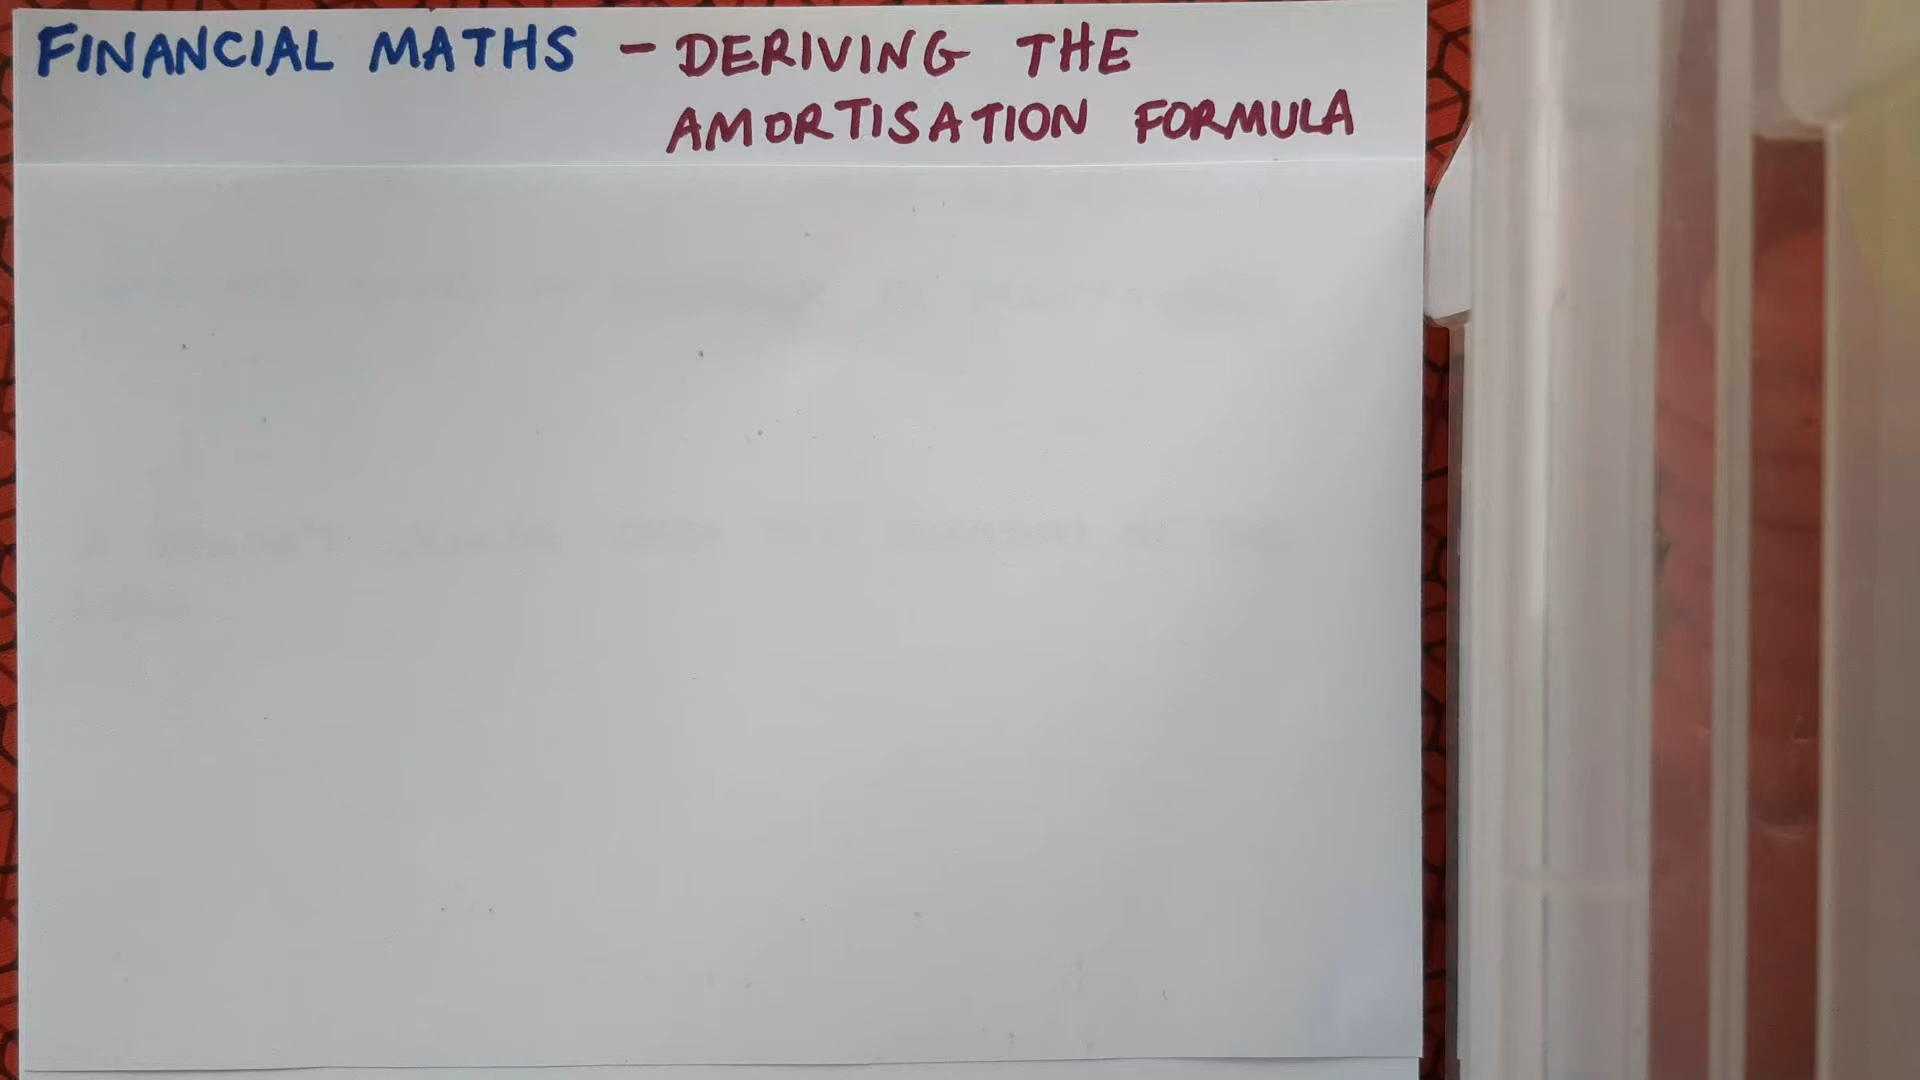 FINANCIAL MATHS - DERIVING THE
AMORTISATION FORMULA